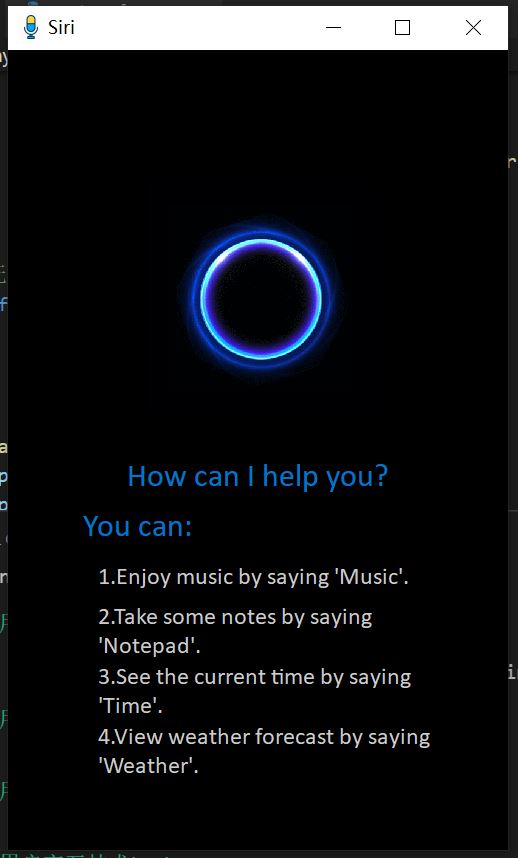 Siri
How can I help you?
You can:
1.Enjoy music by saying 'Music'.
2.Take some notes by saying
'Notepad'.
3.See the current time by saying
'Time'.
4.View weather forecast by saying
'Weather'.